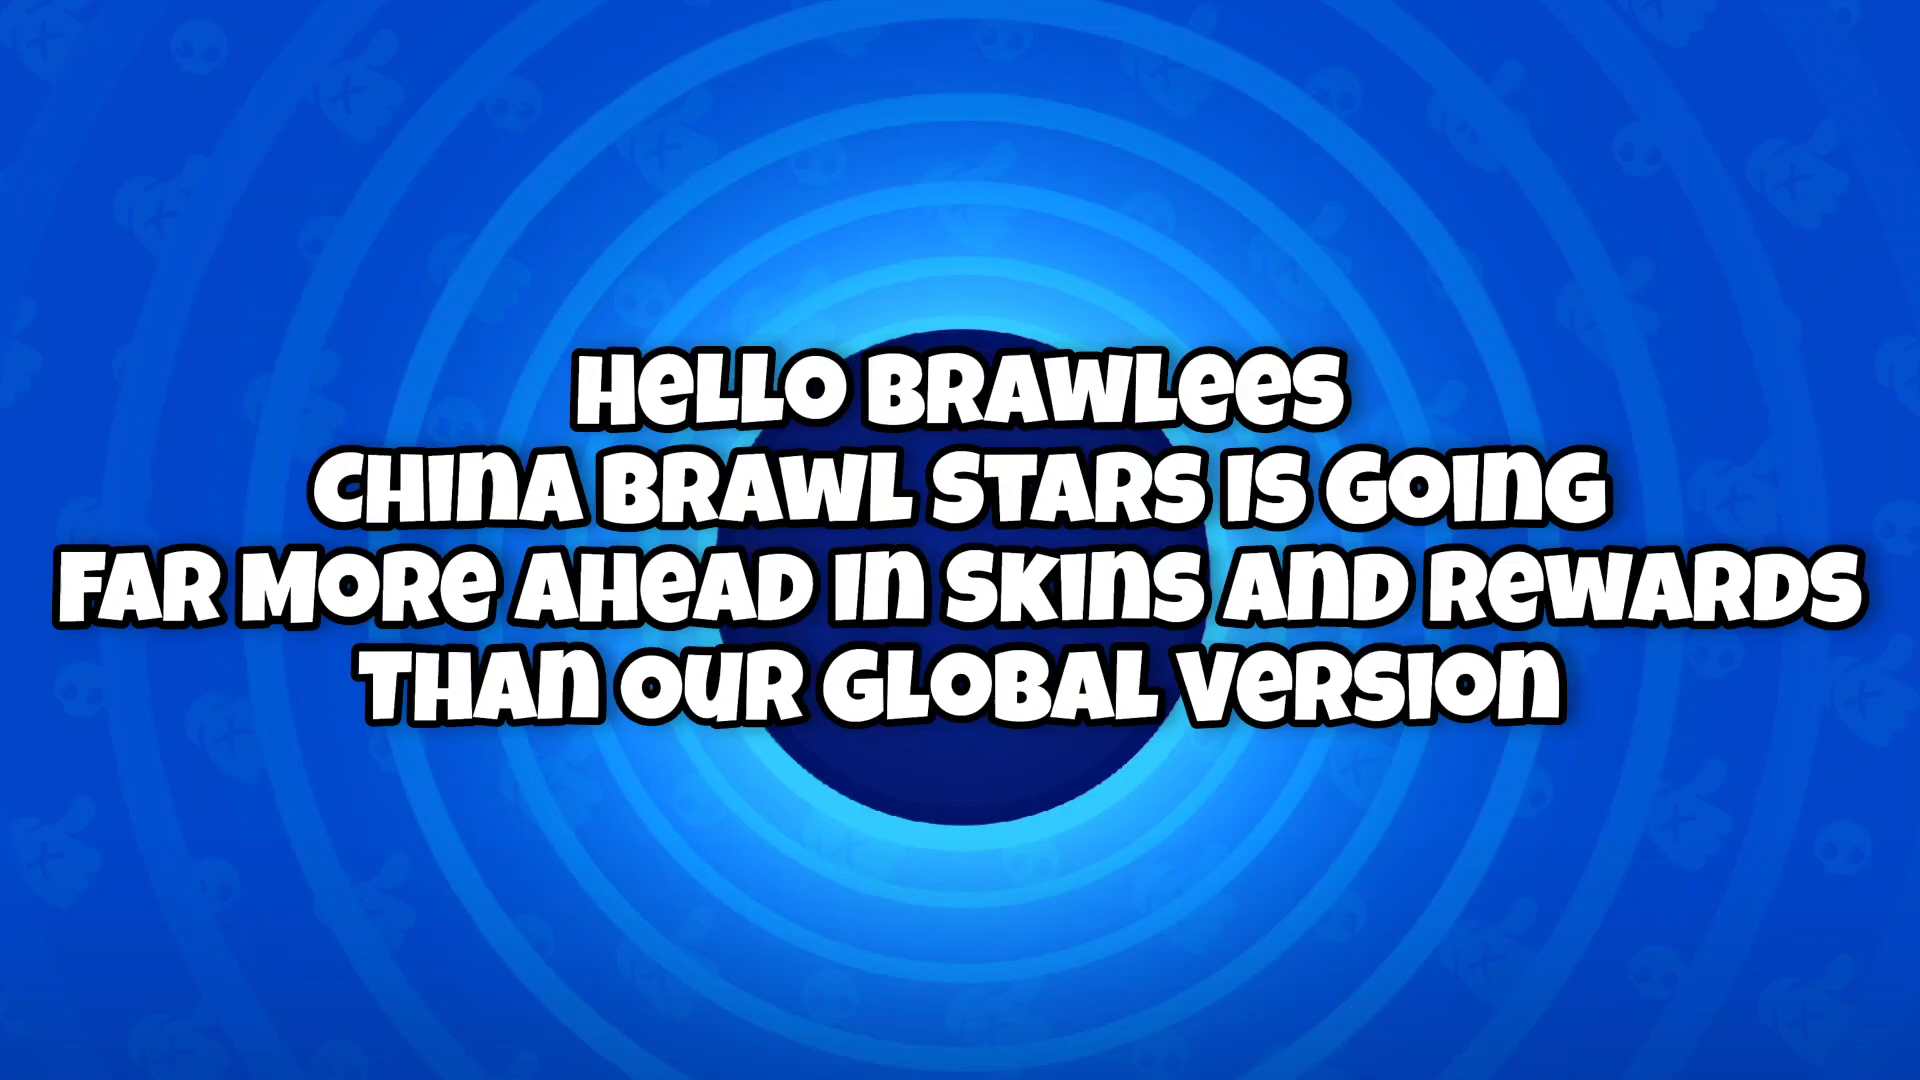 HELLO BRAWLEES
CHINA BRAWL STARS IS GOING
FAR MORE AHEAD IN SKINS AND REWARDS
THAN OUR GLOBAL VERSION